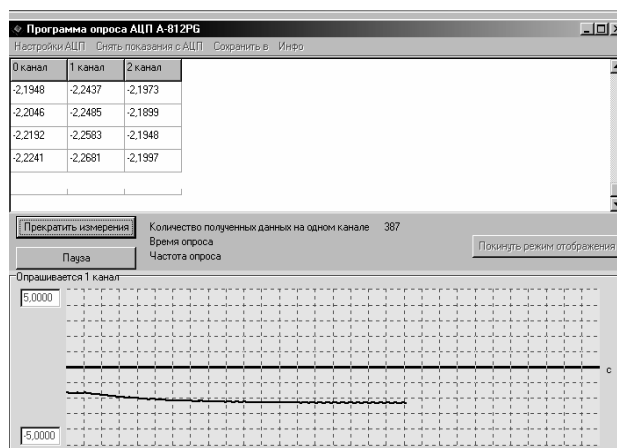 Программа опроса АЦП А-812PG
Настройки АЦП Снять показания с АЦП Сохранить в Инфо
0 канал 1 канал 2 канал
-2,1948 -2,2437 -2,1973
-2,2046 -2,2485 -2,1899
-2,2192 -2,2583 -2,1948
-2,2241 -2,2681 -2,1997
Прекратить измерения
Количество полученных данных на одном канале 387
Время опроса
Покинуть режим отображения
Пауза
Частота опроса
Опрашивается 1 канал
5,0000
с
-5,0000